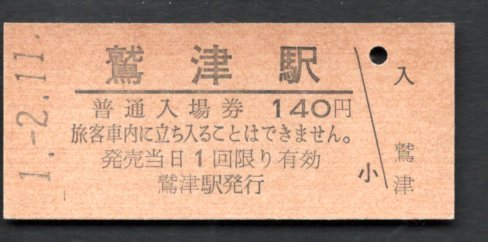 1.-2.11
鷲津駅
普通入場券 140円
旅客車内に立ち入ることはできません。
発売当日1回限り有効
鷲津駅発行
小
入
鷲津